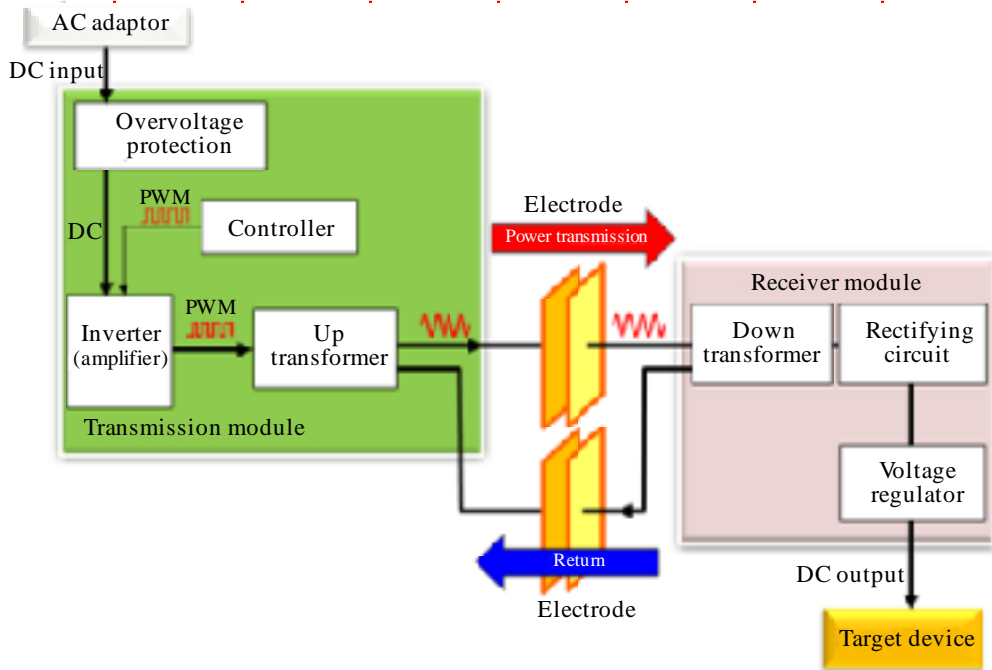 AC adaptor
DC input
Overvoltage
protection
PWM
DC
Controller
Electrode
Power transmission
Receiver module
PWM
Inverter
(amplifier)
Up
transformer
Down
transformer
Rectifying
circuit
Transmission module
Voltage
regulator
Return
DC output
Electrode
Target device